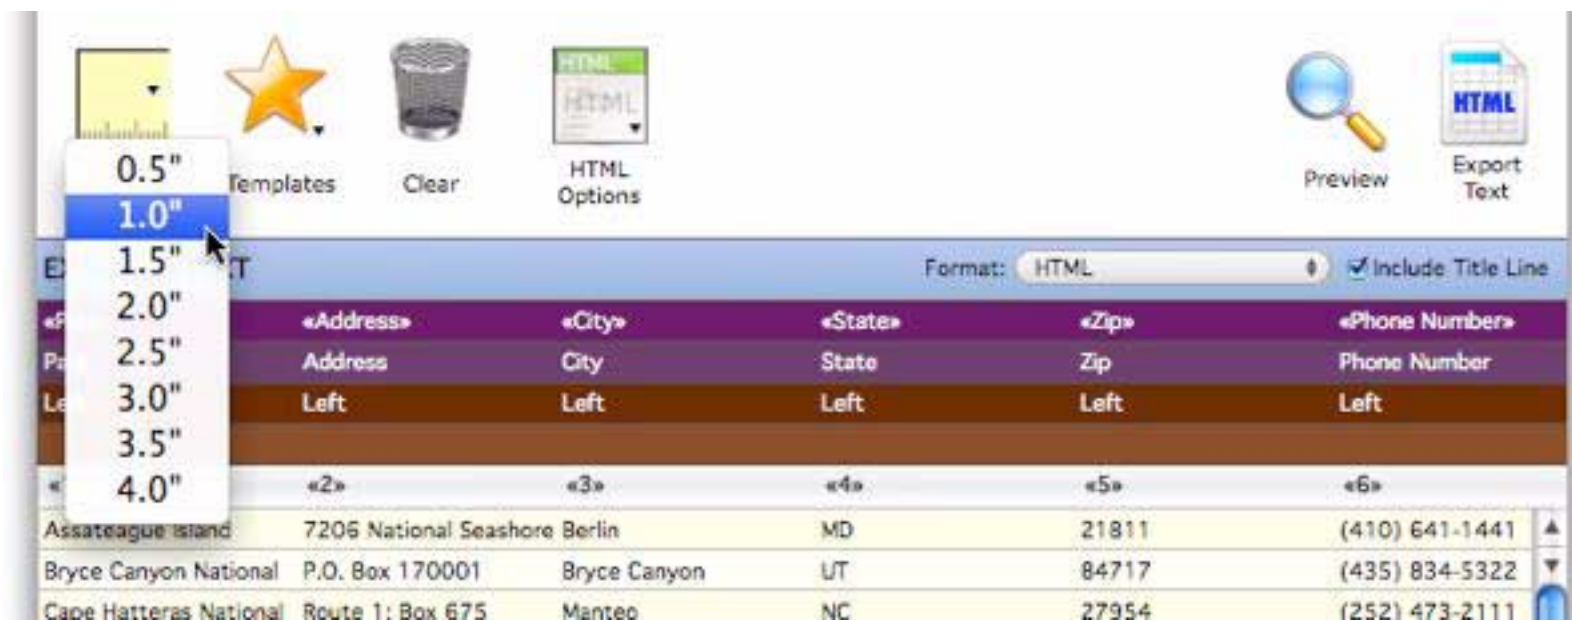 HTML
HTML
HTML
0.5"
Templates
Clear
HTML
Options
Preview
Export
Text
1.0"
1.5"
Format: HTML Include Title Line
2.0"
«Address» «City» «State» «Zip» «Phone Number»
2.5"
Address City State Zip Phone Number
3.0"
Left Left Left Left Left
3.5"
4.0"
«2» «3» «4» «5» «6»
Assateague Island 7206 National Seashore Berlin MD 21811 (410) 641-1441
Bryce Canyon National P.O. Box 170001 Bryce Canyon UT 84717 (435) 834-5322
Cape Hatteras National Route 1: Box 675 Manteo NC 27954 (252) 473-2111